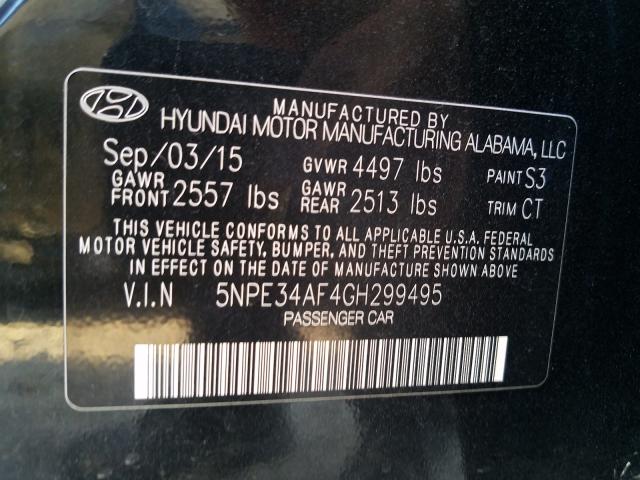 MANUFACTURED BY
HYUNDAI MOTOR MANUFACTURING ALABAMA, LLC
Sep/03/15 GVWR 4497 lbs PAINT S3
GAWR FRONT 2557 lbs GAWR REAR 2513 lbs TRIM CT
THIS VEHICLE CONFORMS TO ALL APPLICABLE U.S.A. FEDERAL
MOTOR VEHICLE SAFETY, BUMPER, AND THEFT PREVENTION STANDARDS
IN EFFECT ON THE DATE OF MANUFACTURE SHOWN ABOVE
V.I.N 5NPE34AF4GH299495
PASSENGER CAR